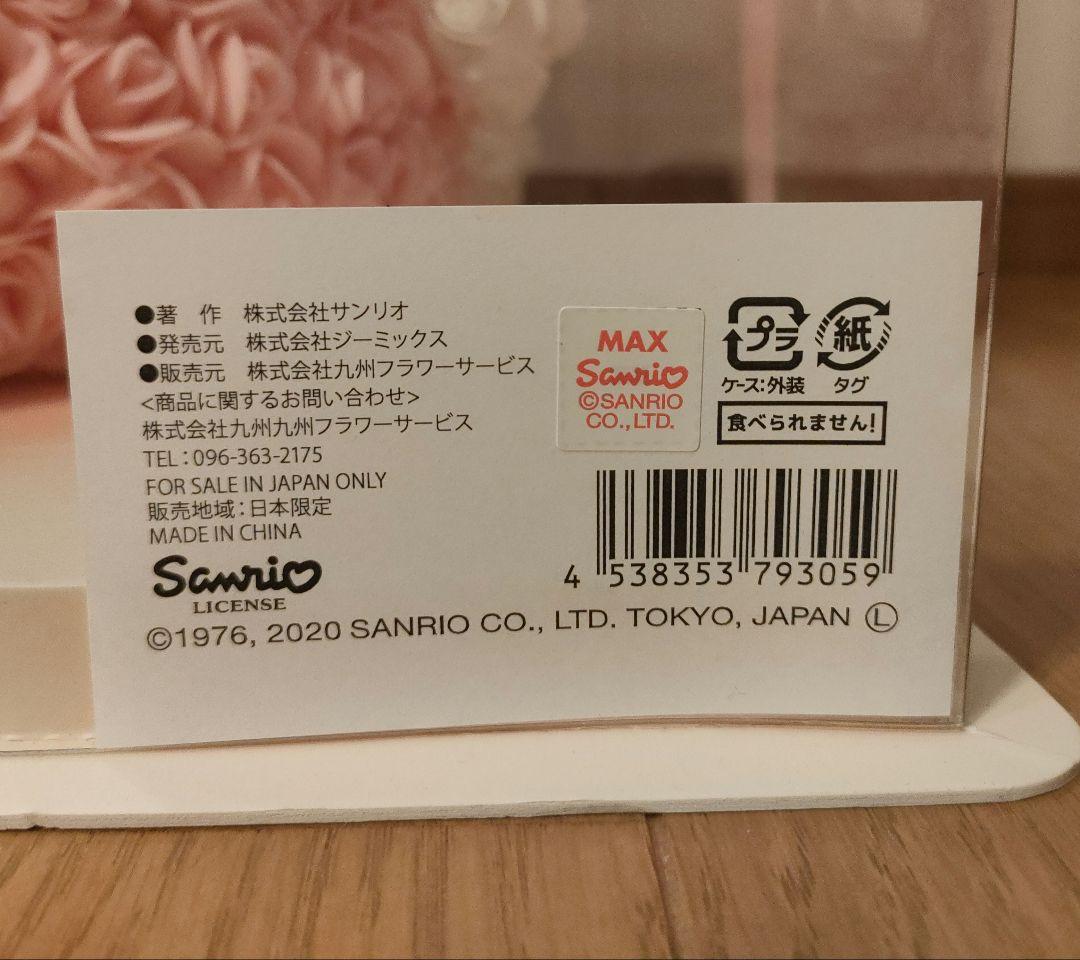 ●著　作　株式会社サンリオ
●発売元　株式会社ジーミックス
●販売元　株式会社九州フラワーサービス
<商品に関するお問い合わせ>
株式会社九州九州フラワーサービス
TEL：096-363-2175
FOR SALE IN JAPAN ONLY
販売地域：日本限定
MADE IN CHINA
Sanrio
LICENSE
©1976, 2020 SANRIO CO., LTD. TOKYO, JAPAN Ⓛ
MAX
Sanrio
©SANRIO
CO., LTD.
プラ
紙
ケース:外装　タグ
食べられません!
4 538353 793059